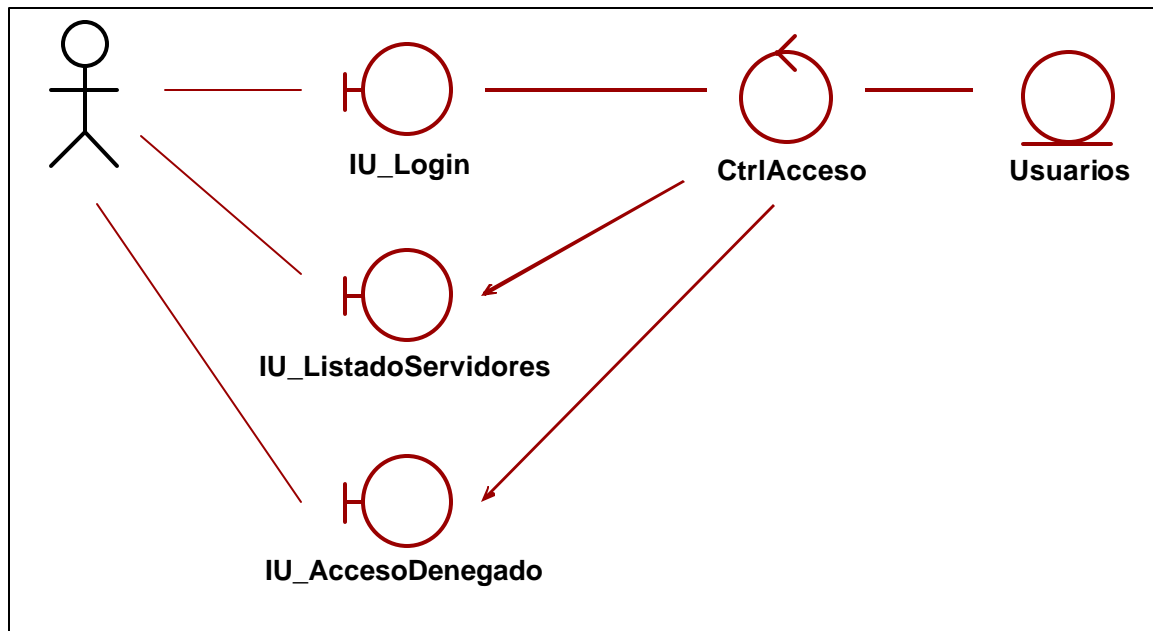 IU_Login
CtrlAcceso
Usuarios
IU_ListadoServidores
IU_AccesoDenegado